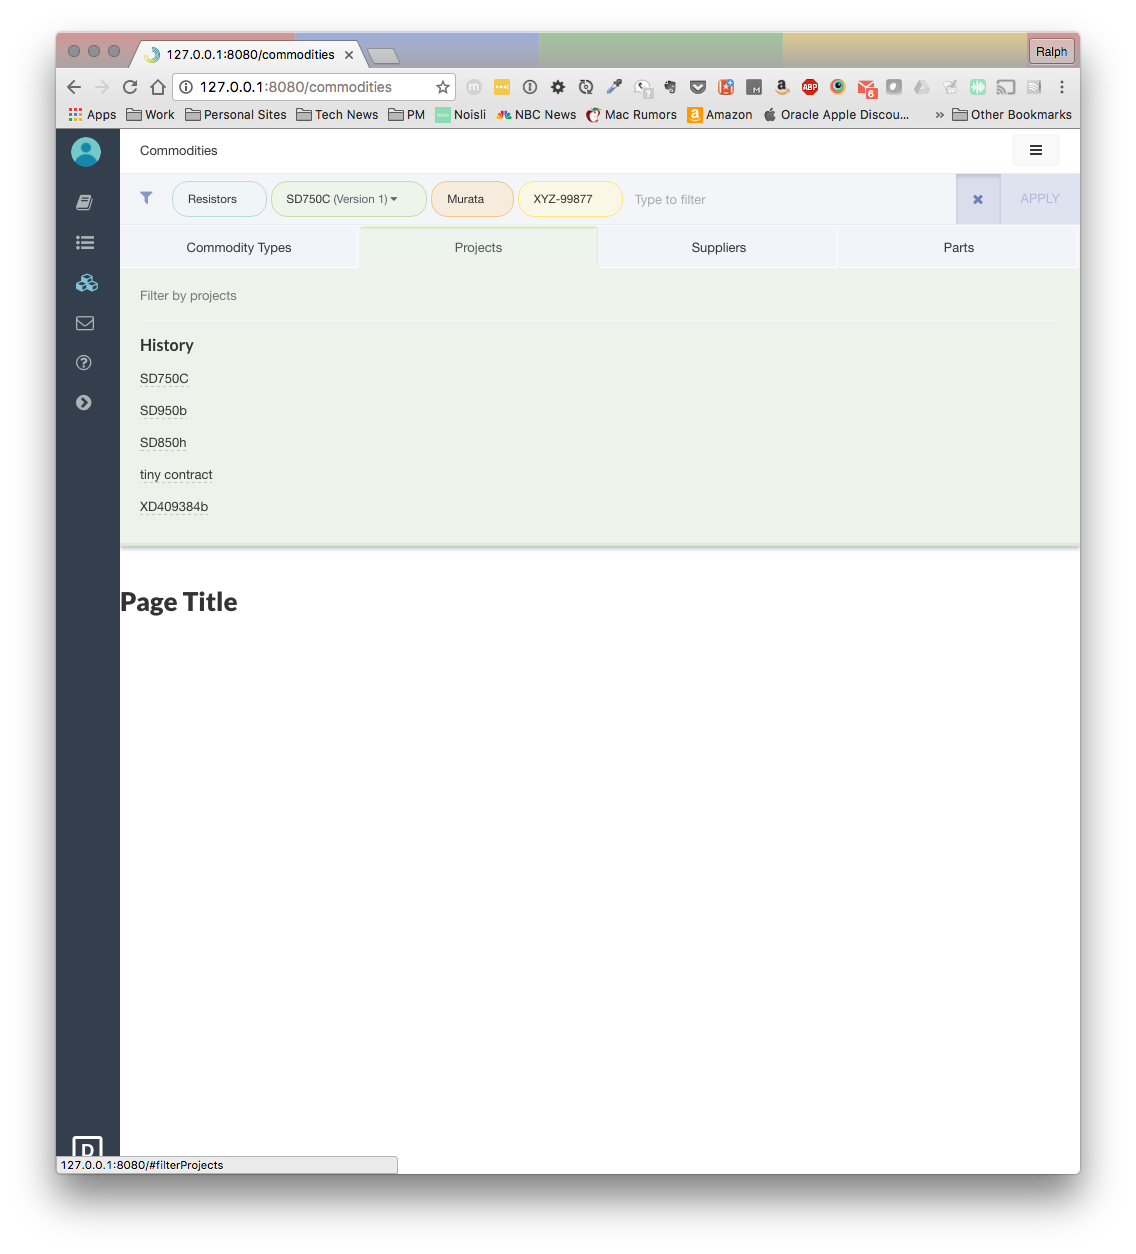 127.0.0.1:8080/commodities
Ralph
127.0.0.1:8080/commodities
M
ABP
a
6
?
Apps Work Personal Sites Tech News PM Noisli NBC News Mac Rumors a Amazon Oracle Apple Discou... » Other Bookmarks
Commodities
Resistors SD750C (Version 1) Murata XYZ-99877 Type to filter APPLY
Commodity Types Projects Suppliers Parts
Filter by projects
History
SD750C
SD950b
SD850h
tiny contract
XD409384b
Page Title
D
127.0.0.1:8080/#filterProjects